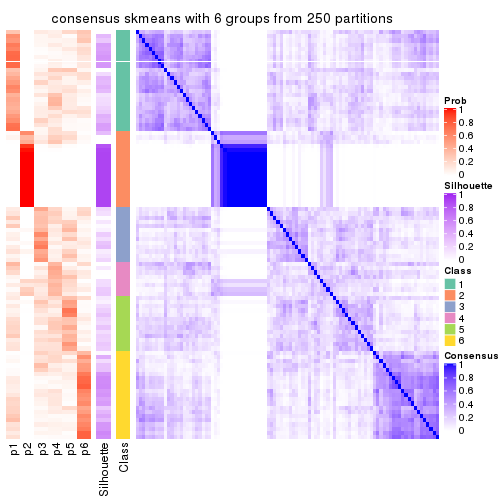 consensus skmeans with 6 groups from 250 partitions
Prob
1
0.8
0.6
0.4
0.2
0
Silhouette
1
0.8
0.6
0.4
0.2
0
Class
1
2
3
4
5
6
Consensus
1
0.8
0.6
0.4
0.2
0
p1
p2
p3
p4
p5
p6
Silhouette
Class